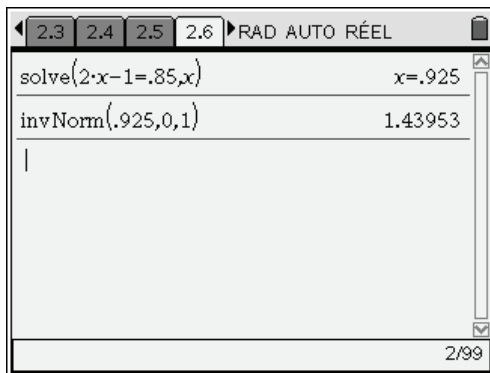 2.3 2.4 2.5 2.6 RAD AUTO RÉEL
solve(2·x−1=.85,x) x=.925
invNorm(.925,0,1) 1.43953
2/99